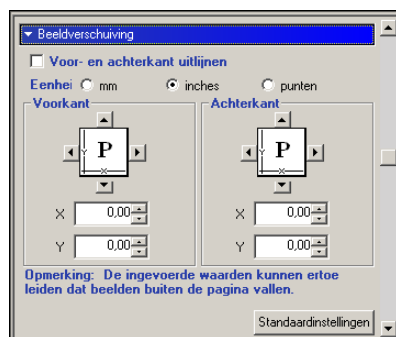 Beeldverschuiving
Voor- en achterkant uitlijnen
Eenhei mm inches punten
Voorkant Achterkant
Y P Y P
X X
X 0,00 X 0,00
Y 0,00 Y 0,00
Opmerking: De ingevoerde waarden kunnen ertoe
leiden dat beelden buiten de pagina vallen.
Standaardinstellingen